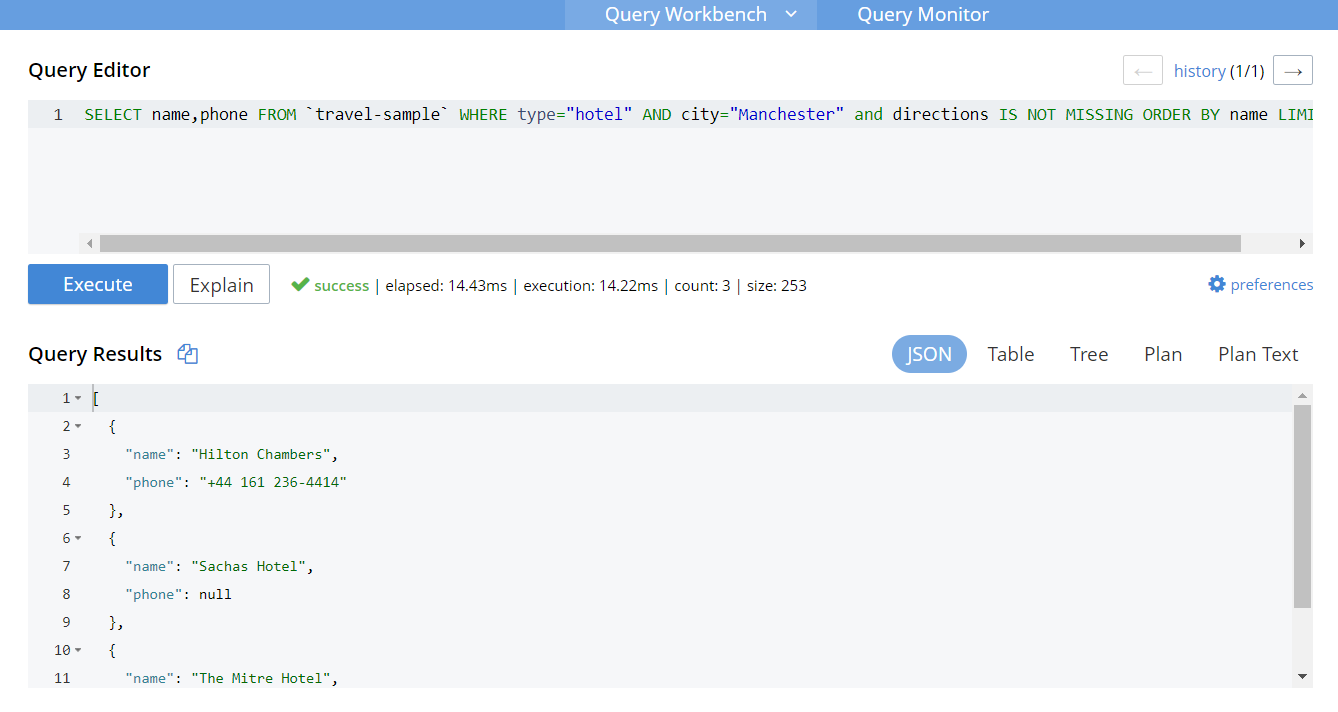 Query Workbench Query Monitor
Query Editor
← history (1/1) →
1 SELECT name,phone FROM `travel-sample` WHERE type="hotel" AND city="Manchester" and directions IS NOT MISSING ORDER BY name LIMI
Execute Explain success | elapsed: 14.43ms | execution: 14.22ms | count: 3 | size: 253 preferences
Query Results JSON Table Tree Plan Plan Text
1 [
2 {
3 "name": "Hilton Chambers",
4 "phone": "+44 161 236-4414"
5 },
6 {
7 "name": "Sachas Hotel",
8 "phone": null
9 },
10 {
11 "name": "The Mitre Hotel",